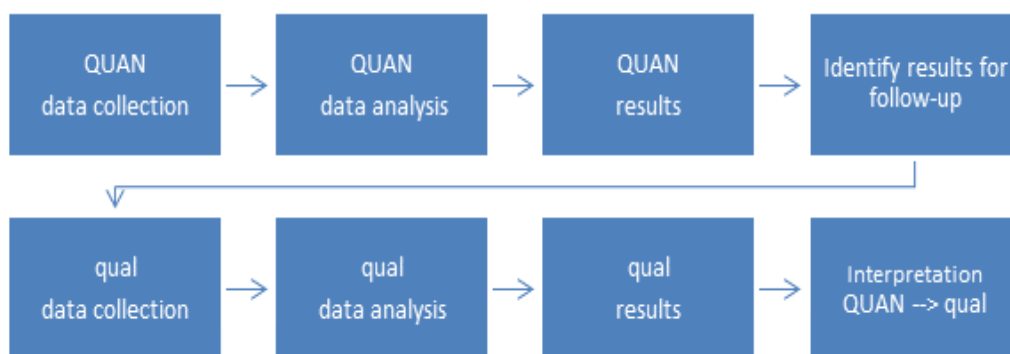 QUAN
data collection
QUAN
data analysis
QUAN
results
Identify results for
follow-up
qual
data collection
qual
data analysis
qual
results
Interpretation
QUAN --> qual